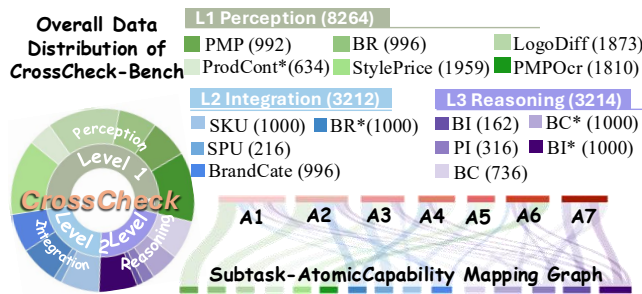 Overall Data
Distribution of
CrossCheck-Bench
L1 Perception (8264)
PMP (992)
BR (996)
LogoDiff (1873)
ProdCont*(634)
StylePrice (1959)
PMPOcr (1810)
L2 Integration (3212)
SKU (1000)
BR*(1000)
SPU (216)
BrandCate (996)
L3 Reasoning (3214)
BI (162)
BC* (1000)
PI (316)
BI* (1000)
BC (736)
Perception
Level 1
CrossCheck
Level 2
Level
Integration
Reasoning
A1 A2 A3 A4 A5 A6 A7
Subtask-AtomicCapability Mapping Graph